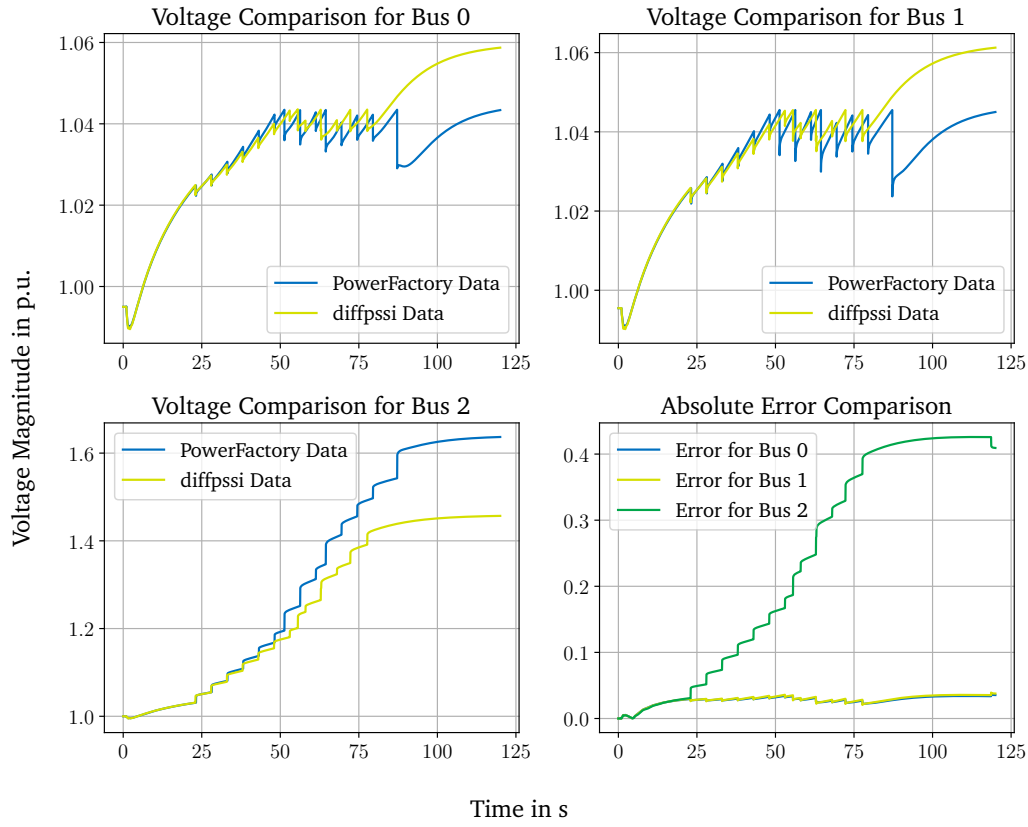 Voltage Comparison for Bus 0
1.06
1.04
1.02
1.00
0 25 50 75 100 125
PowerFactory Data
diffpssi Data
Voltage Comparison for Bus 1
1.06
1.04
1.02
1.00
0 25 50 75 100 125
PowerFactory Data
diffpssi Data
Voltage Magnitude in p.u.
Voltage Comparison for Bus 2
1.6
1.4
1.2
1.0
0 25 50 75 100 125
PowerFactory Data
diffpssi Data
Absolute Error Comparison
0.4
0.3
0.2
0.1
0.0
0 25 50 75 100 125
Error for Bus 0
Error for Bus 1
Error for Bus 2
Time in s